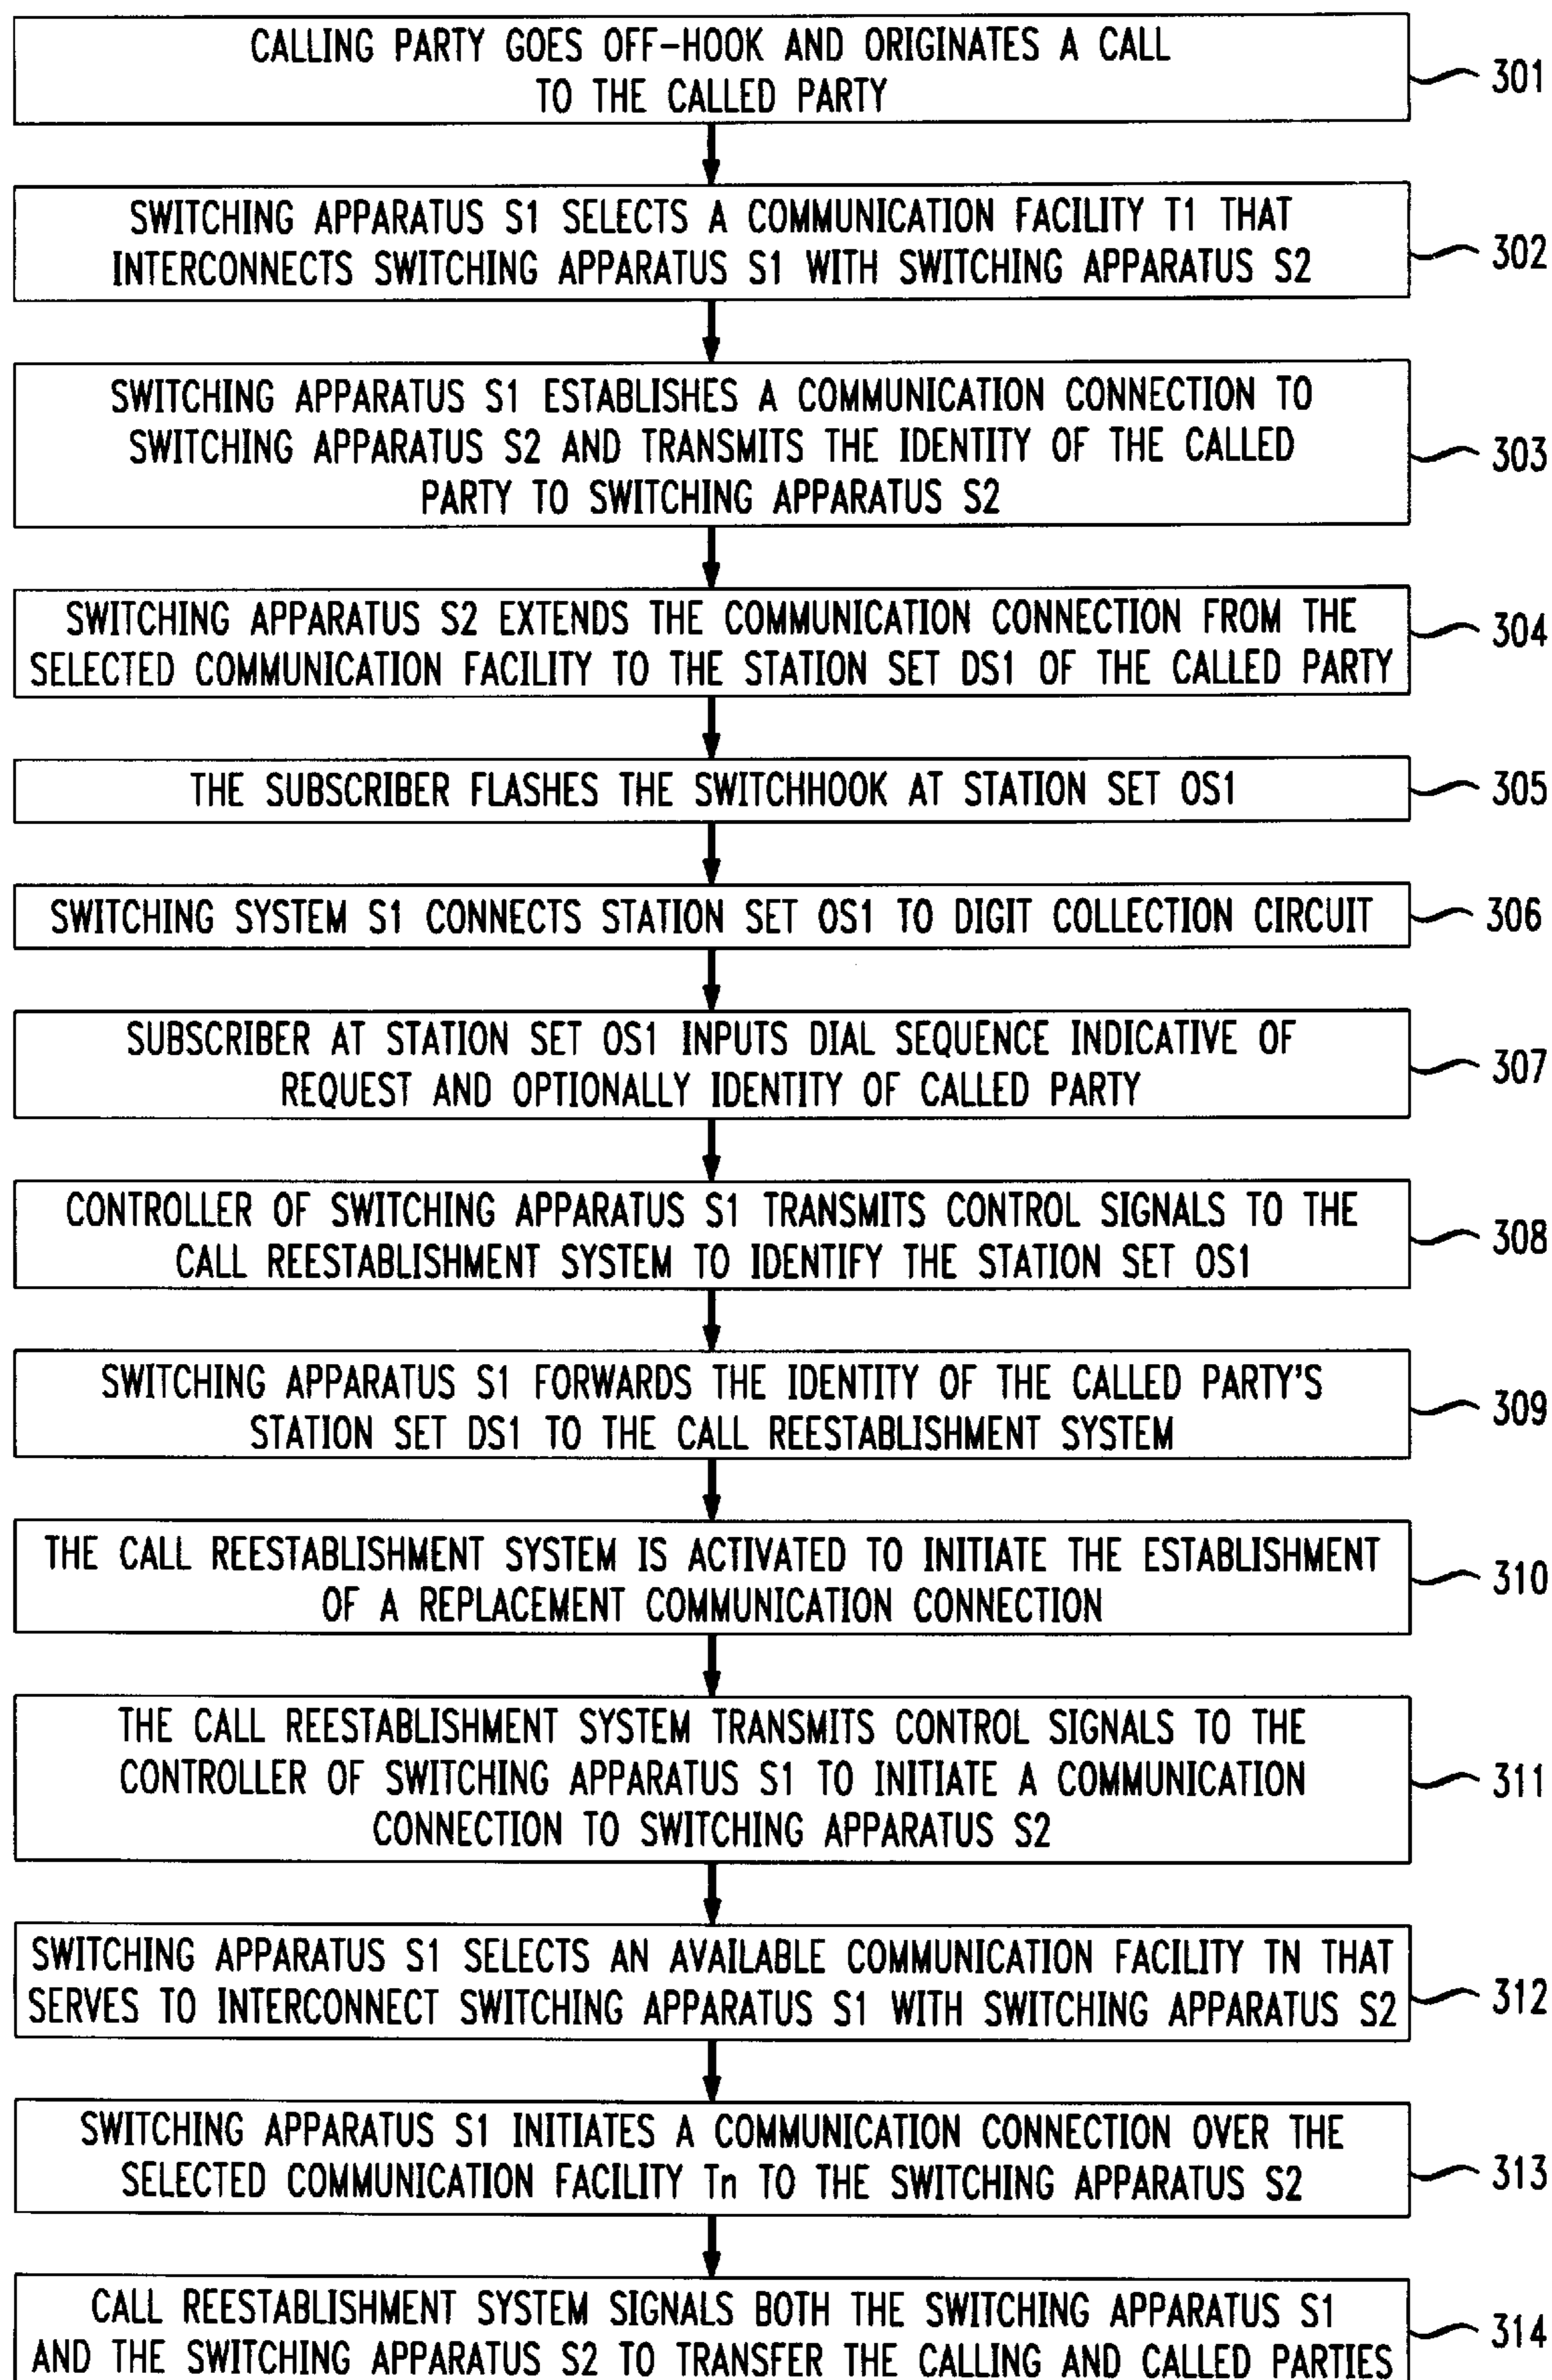 CALLING PARTY GOES OFF-HOOK AND ORIGINATES A CALL
TO THE CALLED PARTY
301
SWITCHING APPARATUS S1 SELECTS A COMMUNICATION FACILITY T1 THAT
INTERCONNECTS SWITCHING APPARATUS S1 WITH SWITCHING APPARATUS S2
302
SWITCHING APPARATUS S1 ESTABLISHES A COMMUNICATION CONNECTION TO
SWITCHING APPARATUS S2 AND TRANSMITS THE IDENTITY OF THE CALLED
PARTY TO SWITCHING APPARATUS S2
303
SWITCHING APPARATUS S2 EXTENDS THE COMMUNICATION CONNECTION FROM THE
SELECTED COMMUNICATION FACILITY TO THE STATION SET DS1 OF THE CALLED PARTY
304
THE SUBSCRIBER FLASHES THE SWITCHHOOK AT STATION SET OS1
305
SWITCHING SYSTEM S1 CONNECTS STATION SET OS1 TO DIGIT COLLECTION CIRCUIT
306
SUBSCRIBER AT STATION SET OS1 INPUTS DIAL SEQUENCE INDICATIVE OF
REQUEST AND OPTIONALLY IDENTITY OF CALLED PARTY
307
CONTROLLER OF SWITCHING APPARATUS S1 TRANSMITS CONTROL SIGNALS TO THE
CALL REESTABLISHMENT SYSTEM TO IDENTIFY THE STATION SET OS1
308
SWITCHING APPARATUS S1 FORWARDS THE IDENTITY OF THE CALLED PARTY'S
STATION SET DS1 TO THE CALL REESTABLISHMENT SYSTEM
309
THE CALL REESTABLISHMENT SYSTEM IS ACTIVATED TO INITIATE THE ESTABLISHMENT
OF A REPLACEMENT COMMUNICATION CONNECTION
310
THE CALL REESTABLISHMENT SYSTEM TRANSMITS CONTROL SIGNALS TO THE
CONTROLLER OF SWITCHING APPARATUS S1 TO INITIATE A COMMUNICATION
CONNECTION TO SWITCHING APPARATUS S2
311
SWITCHING APPARATUS S1 SELECTS AN AVAILABLE COMMUNICATION FACILITY TN THAT
SERVES TO INTERCONNECT SWITCHING APPARATUS S1 WITH SWITCHING APPARATUS S2
312
SWITCHING APPARATUS S1 INITIATES A COMMUNICATION CONNECTION OVER THE
SELECTED COMMUNICATION FACILITY Tn TO THE SWITCHING APPARATUS S2
313
CALL REESTABLISHMENT SYSTEM SIGNALS BOTH THE SWITCHING APPARATUS S1
AND THE SWITCHING APPARATUS S2 TO TRANSFER THE CALLING AND CALLED PARTIES
314